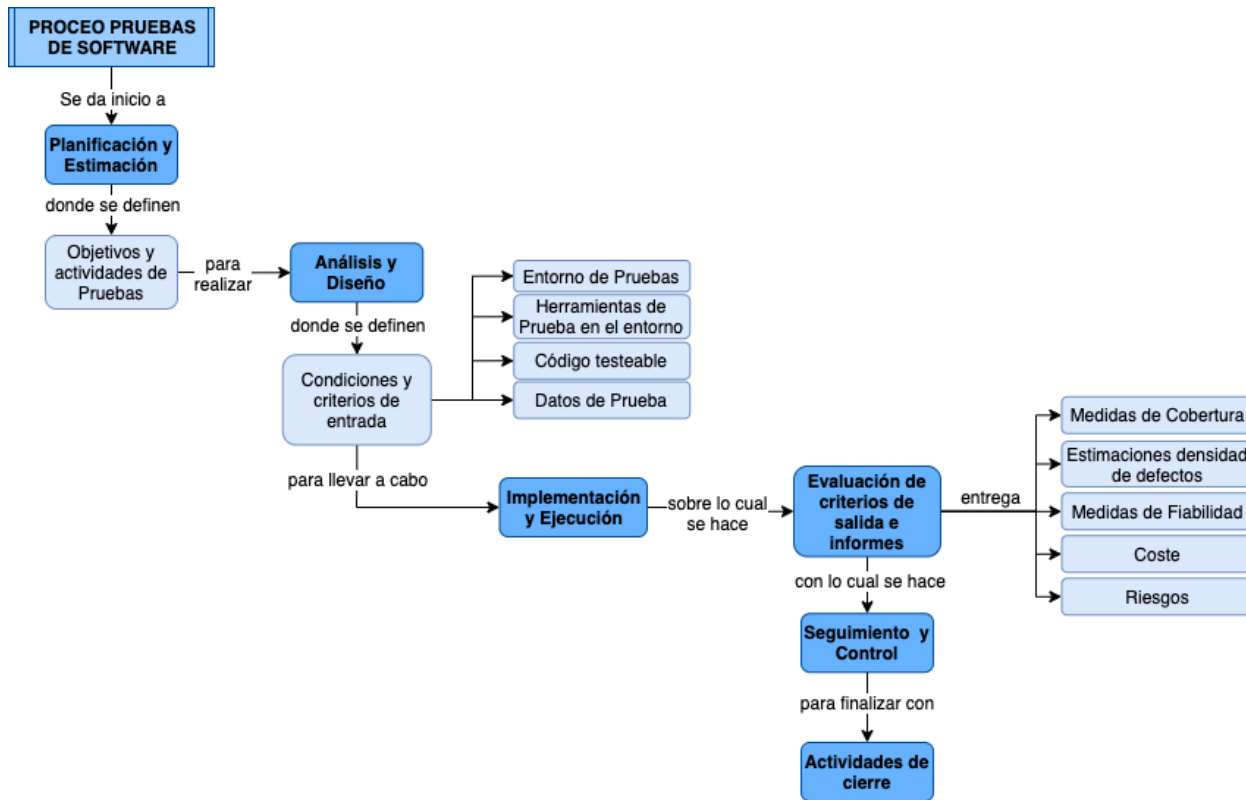 PROCEO PRUEBAS
DE SOFTWARE
Se da inicio a
Planificación y
Estimación
donde se definen
Objetivos y
actividades de
Pruebas
para
realizar
Análisis y
Diseño
donde se definen
Condiciones y
criterios de
entrada
Entorno de Pruebas
Herramientas de
Prueba en el entorno
Código testeable
Datos de Prueba
para llevar a cabo
Implementación
y Ejecución
sobre lo cual
se hace
Evaluación de
criterios de
salida e
informes
entrega
Medidas de Cobertura
Estimaciones densidad
de defectos
Medidas de Fiabilidad
Coste
Riesgos
con lo cual se hace
Seguimiento y
Control
para finalizar con
Actividades de
cierre